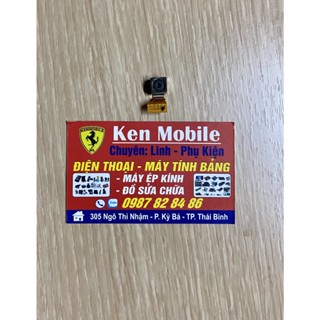 Ken Mobile
Chuyên: Linh - Phụ Kiện
ĐIỆN THOẠI - MÁY TÍNH BẢNG
- MÁY ÉP KÍNH
- ĐỒ SỬA CHỮA
0987 82 84 86
305 Ngô Thì Nhậm - P. Kỳ Bá - TP. Thái Bình